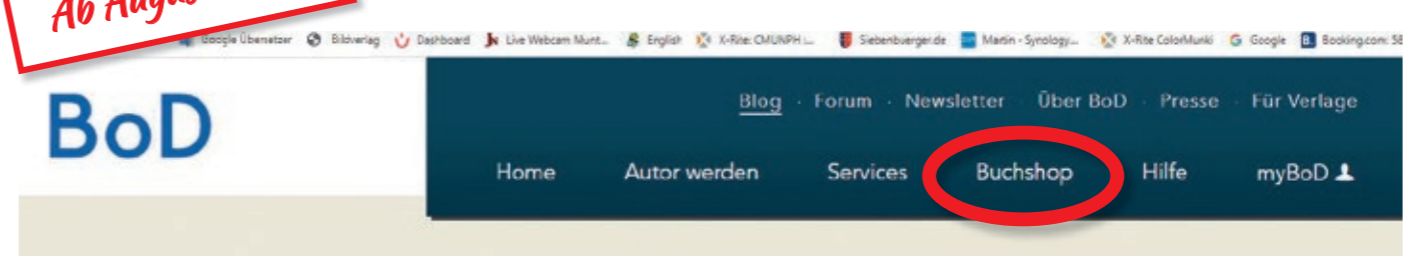 Ab
Google Übersetzer Bildverlag Dashboard Live Webcam Munt... English X-Rite: CMUNPH :... Siebenbuerger.de Martin - Synology... X-Rite ColorMunki Google Booking.com: 58
BoD
Blog · Forum · Newsletter · Über BoD · Presse · Für Verlage
Home Autor werden Services Buchshop Hilfe myBoD